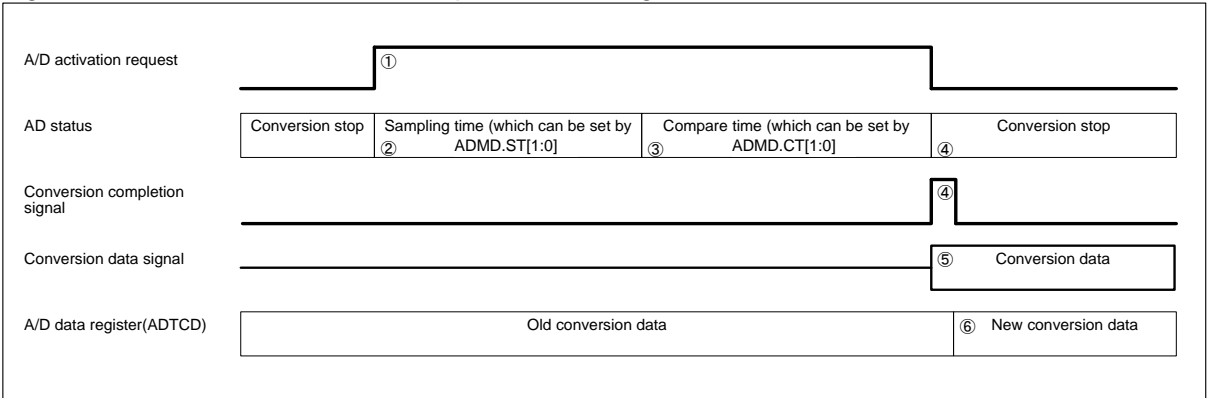 A/D activation request
①
AD status
Conversion stop
Sampling time (which can be set by
② ADMD.ST[1:0]
Compare time (which can be set by
③ ADMD.CT[1:0]
Conversion stop
④
Conversion completion
signal
④
Conversion data signal
⑤ Conversion data
A/D data register(ADTCD)
Old conversion data
⑥ New conversion data